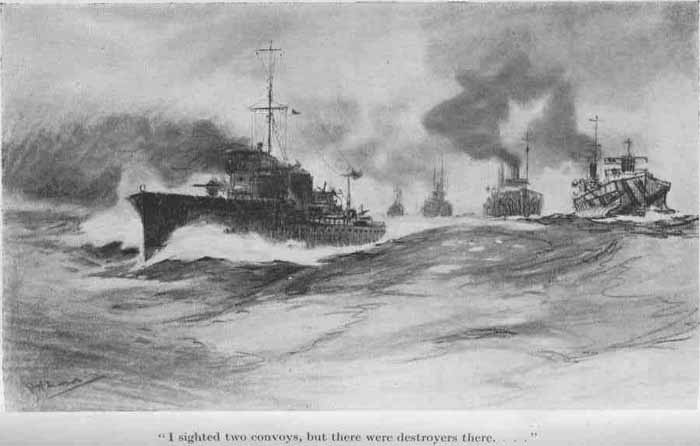 “I sighted two convoys, but there were destroyers there. . . . .”